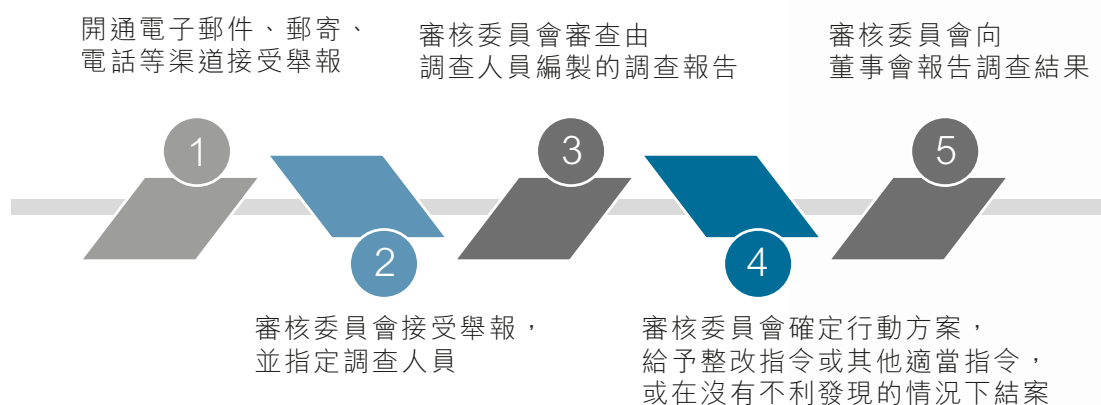 開通電子郵件、郵寄、
電話等渠道接受舉報
1
2
審核委員會接受舉報，
並指定調查人員
審核委員會審查由
調查人員編製的調查報告
3
4
審核委員會確定行動方案，
給予整改指令或其他適當指令，
或在沒有不利發現的情況下結案
審核委員會向
董事會報告調查結果
5